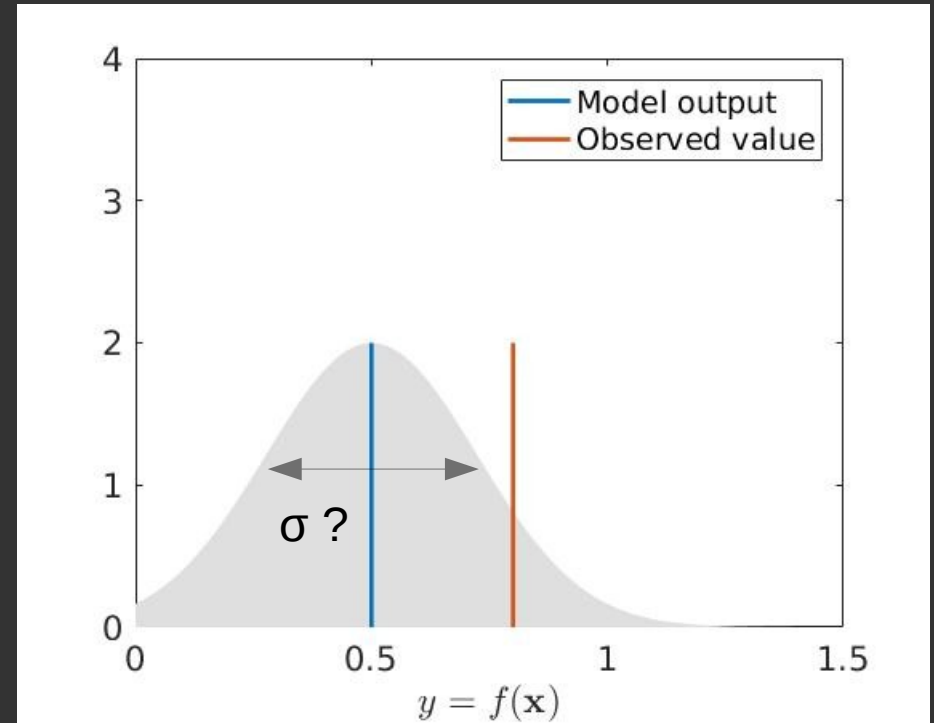 4
Model output
Observed value
3
2
1
σ ?
0
0 0.5 1 1.5
y = f(x)